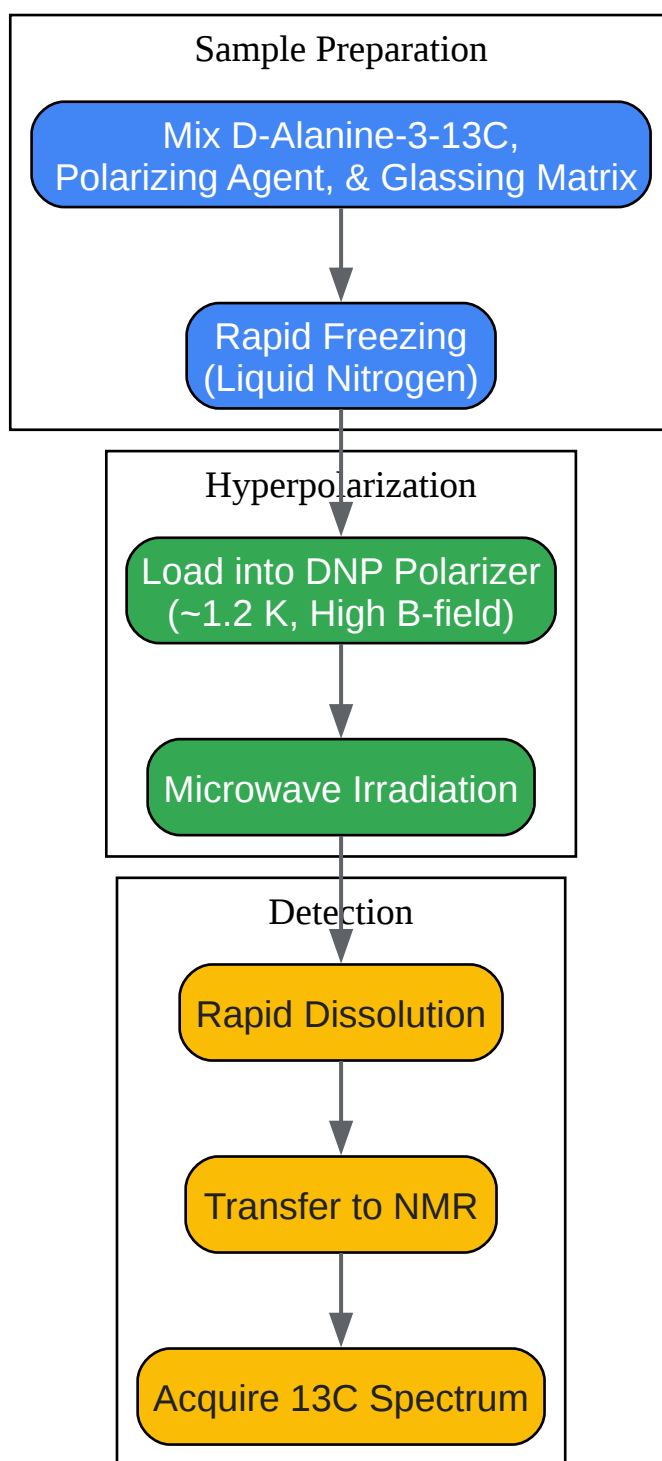 Sample Preparation
Mix D-Alanine-3-13C,
Polarizing Agent, & Glassing Matrix
Rapid Freezing
(Liquid Nitrogen)
Hyperpolarization
Load into DNP Polarizer
(~1.2 K, High B-field)
Microwave Irradiation
Detection
Rapid Dissolution
Transfer to NMR
Acquire 13C Spectrum